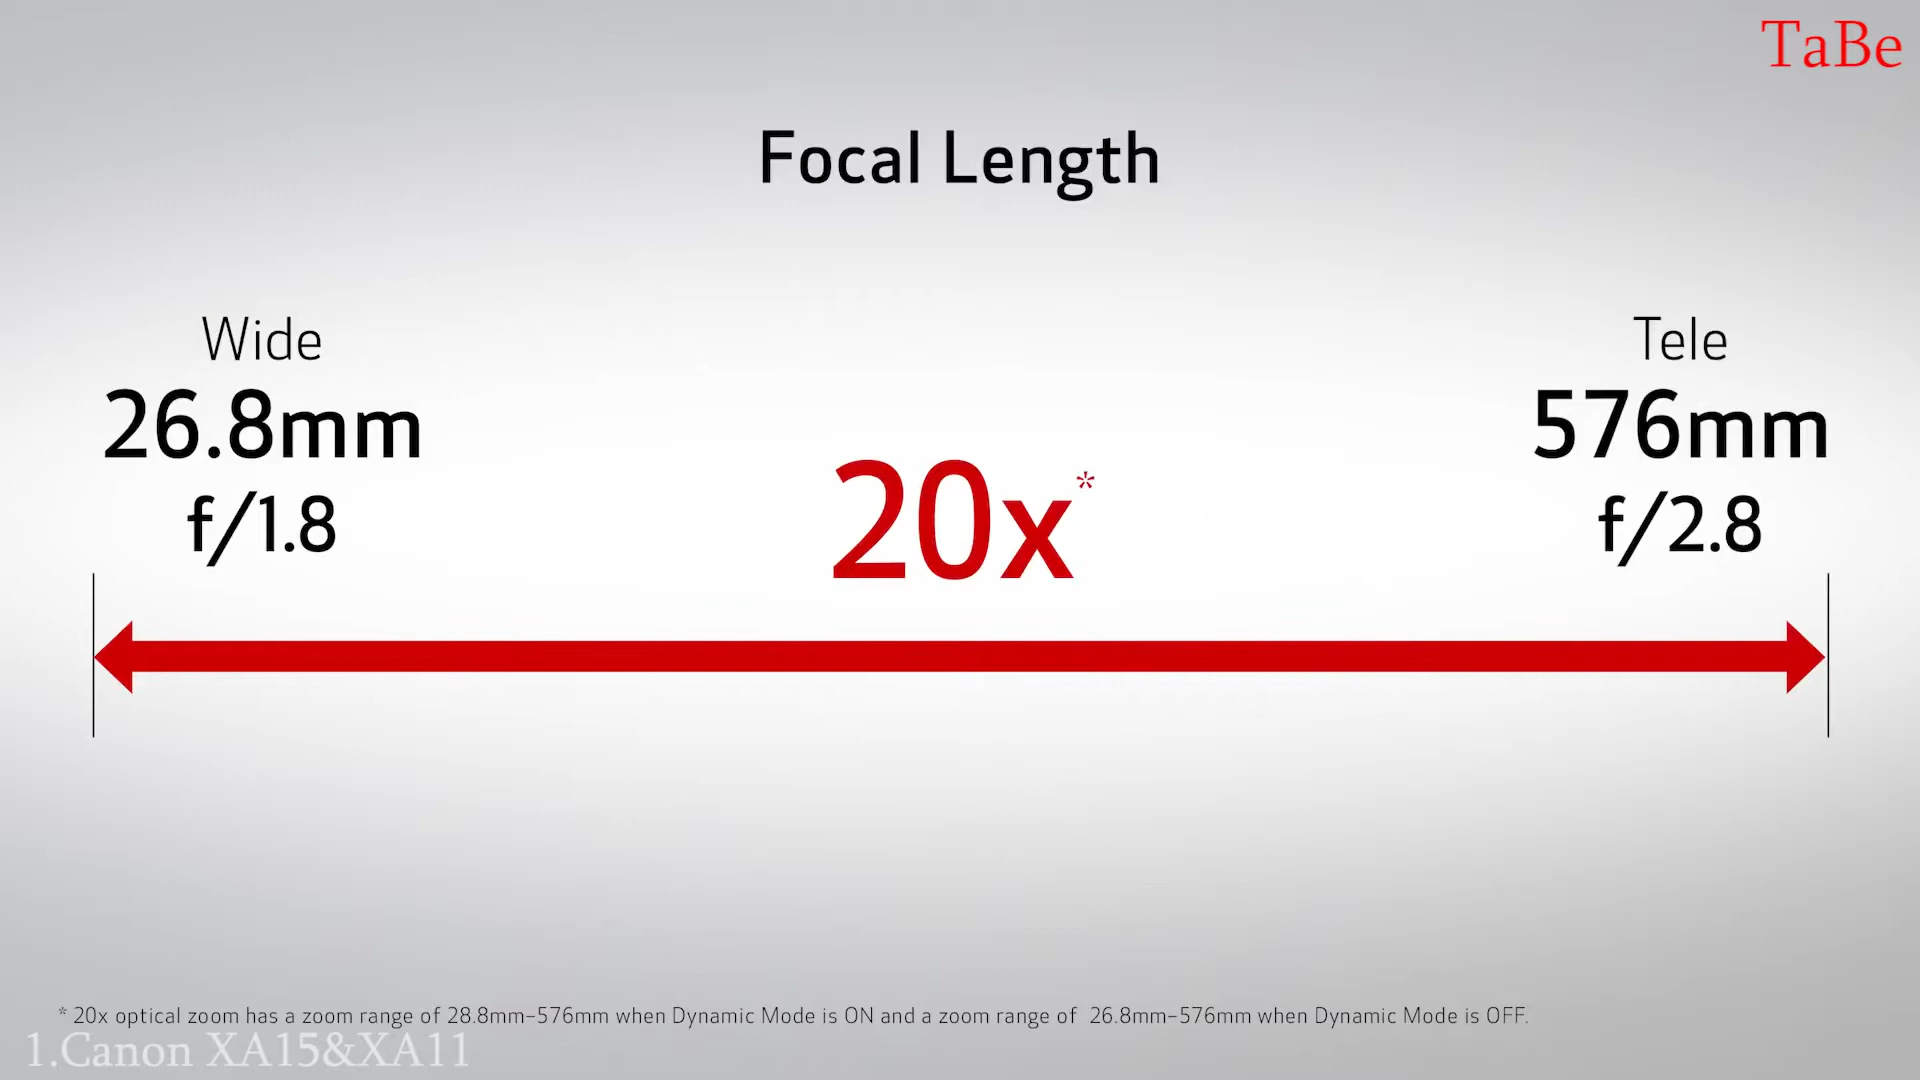 TaBe
Focal Length
Wide
26.8mm
f/1.8
20x*
Tele
576mm
f/2.8
* 20x optical zoom has a zoom range of 28.8mm–576mm when Dynamic Mode is ON and a zoom range of 26.8mm–576mm when Dynamic Mode is OFF.
1.Canon XA15&XA11